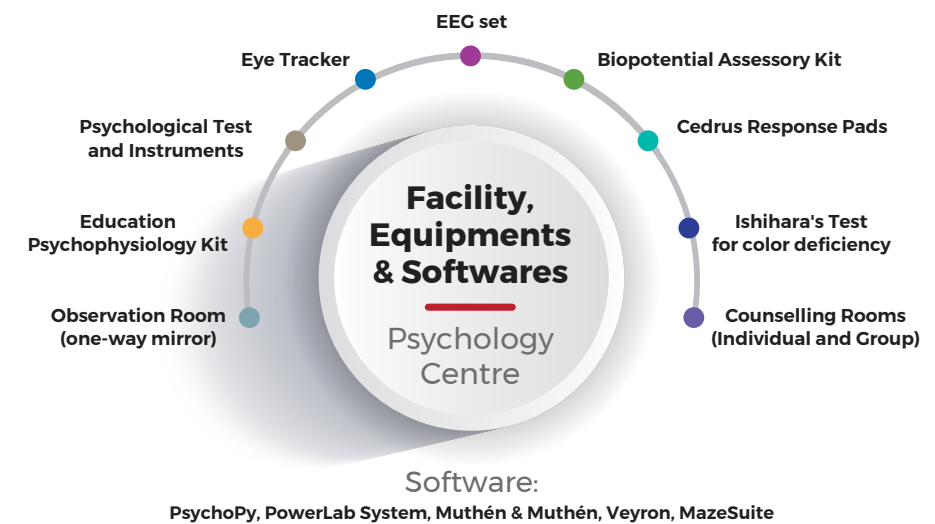 EEG set
Eye Tracker
Biopotential Assessory Kit
Psychological Test
and Instruments
Cedrus Response Pads
Education
Psychophysiology Kit
Ishihara's Test
for color deficiency
Observation Room
(one-way mirror)
Counselling Rooms
(Individual and Group)
Facility,
Equipments
& Softwares
Psychology
Centre
Software:
PsychoPy, PowerLab System, Muthén & Muthén, Veyron, MazeSuite